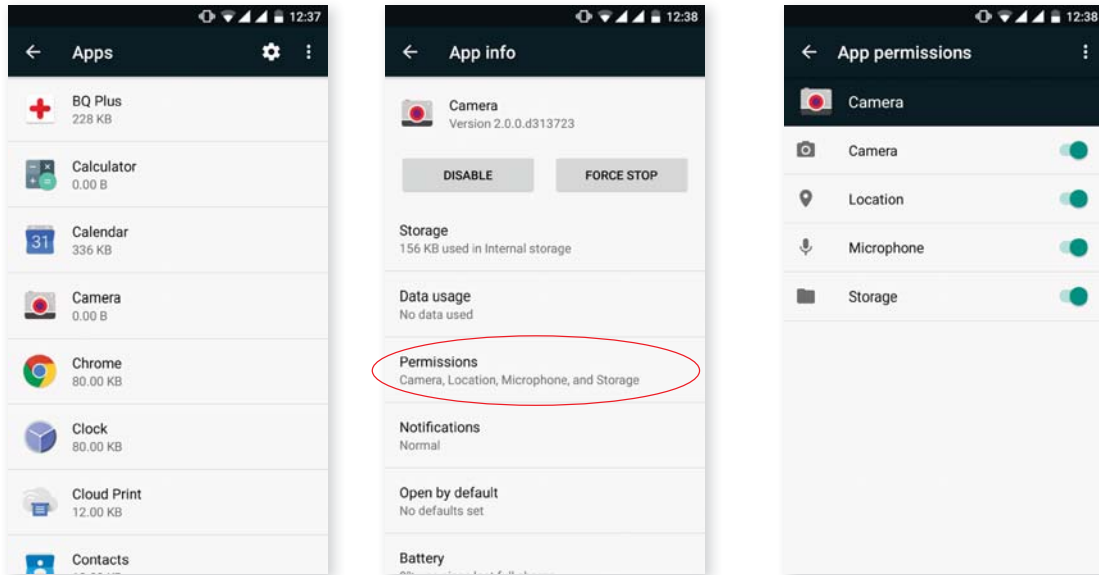 12:37
Apps
BQ Plus
228 KB
Calculator
0.00 B
31
Calendar
336 KB
Camera
0.00 B
Chrome
80.00 KB
Clock
80.00 KB
Cloud Print
12.00 KB
Contacts
12:38
App info
Camera
Version 2.0.0.d313723
DISABLE FORCE STOP
Storage
156 KB used in Internal storage
Data usage
No data used
Permissions
Camera, Location, Microphone, and Storage
Notifications
Normal
Open by default
No defaults set
Battery
12:38
App permissions
Camera
Camera
Location
Microphone
Storage